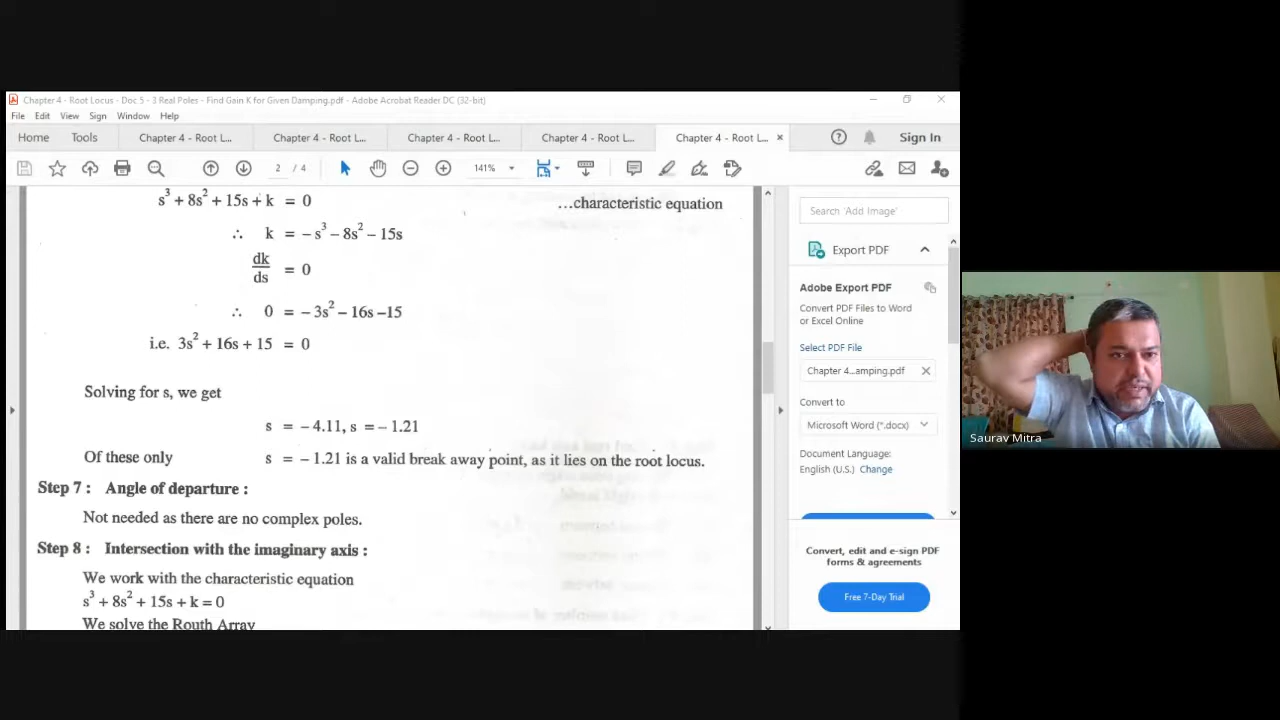 Chapter 4 - Root Locus - Doc 5 - 3 Real Poles - Find Gain K for Given Damping.pdf - Adobe Acrobat Reader DC (32-bit)
File Edit View Sign Window Help
Home Tools Chapter 4 - Root L... Chapter 4 - Root L... Chapter 4 - Root L... Chapter 4 - Root L... Chapter 4 - Root L... × Sign In
2 / 4 141%
s³ + 8s² + 15s + k = 0 ...characteristic equation
∴ k = – s³ – 8s² – 15s
dk
ds = 0
∴ 0 = – 3s² – 16s –15
i.e. 3s² + 16s + 15 = 0
Solving for s, we get
s = – 4.11, s = – 1.21
Of these only s = – 1.21 is a valid break away point, as it lies on the root locus.
Step 7 : Angle of departure :
Not needed as there are no complex poles.
Step 8 : Intersection with the imaginary axis :
We work with the characteristic equation
s³ + 8s² + 15s + k = 0
We solve the Routh Array
Search 'Add Image'
Export PDF
Adobe Export PDF
Convert PDF Files to Word
or Excel Online
Select PDF File
Chapter 4...amping.pdf
Convert to
Microsoft Word (*.docx)
Document Language:
English (U.S.) Change
Convert, edit and e-sign PDF
forms & agreements
Free 7-Day Trial
Saurav Mitra